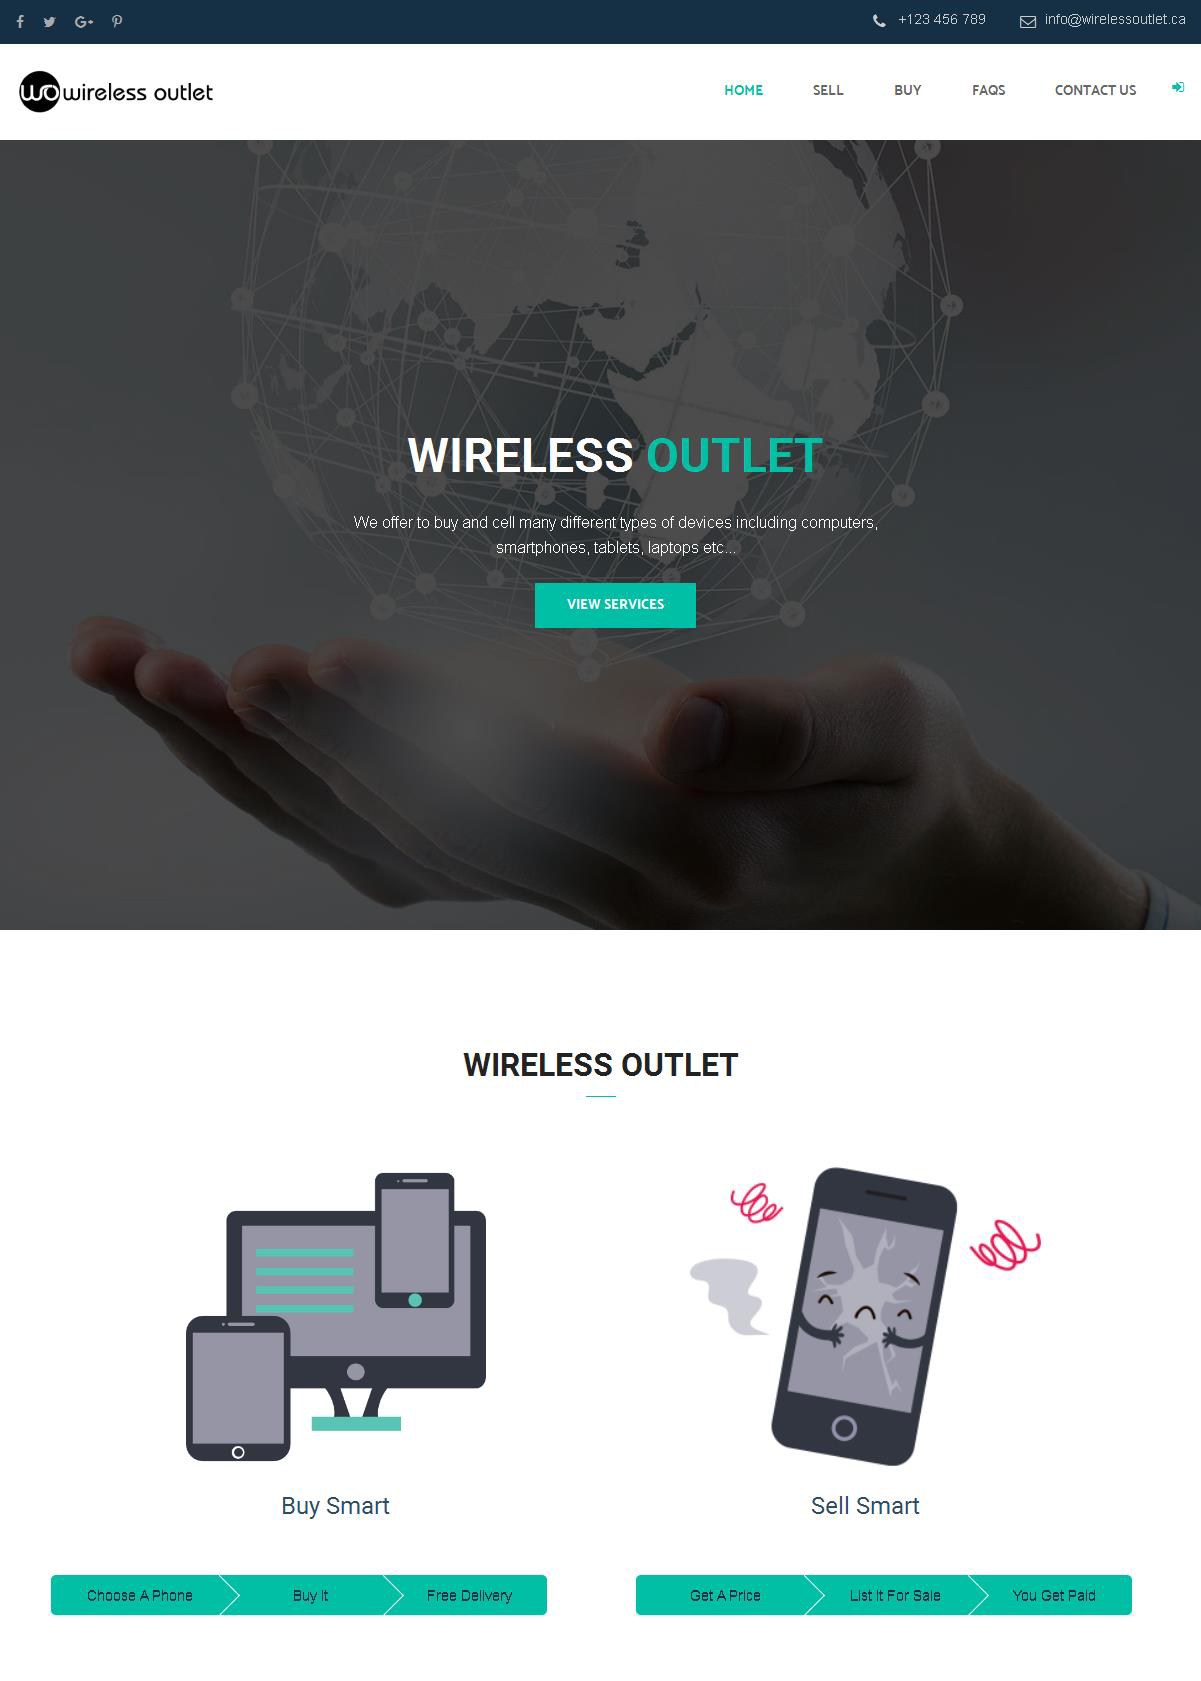 +123 456 789 info@wirelessoutlet.ca
wo wireless outlet HOME SELL BUY FAQS CONTACT US
WIRELESS OUTLET
We offer to buy and cell many different types of devices including computers,
smartphones, tablets, laptops etc...
VIEW SERVICES
WIRELESS OUTLET
Buy Smart Sell Smart
Choose A Phone Buy It Free Delivery Get A Price List It For Sale You Get Paid